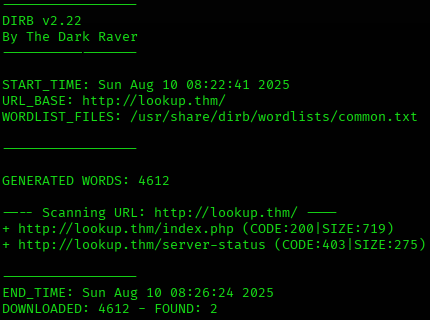 -----------------
DIRB v2.22
By The Dark Raver
-----------------
START_TIME: Sun Aug 10 08:22:41 2025
URL_BASE: http://lookup.thm/
WORDLIST_FILES: /usr/share/dirb/wordlists/common.txt
-----------------
GENERATED WORDS: 4612
---- Scanning URL: http://lookup.thm/ ----
+ http://lookup.thm/index.php (CODE:200|SIZE:719)
+ http://lookup.thm/server-status (CODE:403|SIZE:275)
-----------------
END_TIME: Sun Aug 10 08:26:24 2025
DOWNLOADED: 4612 - FOUND: 2